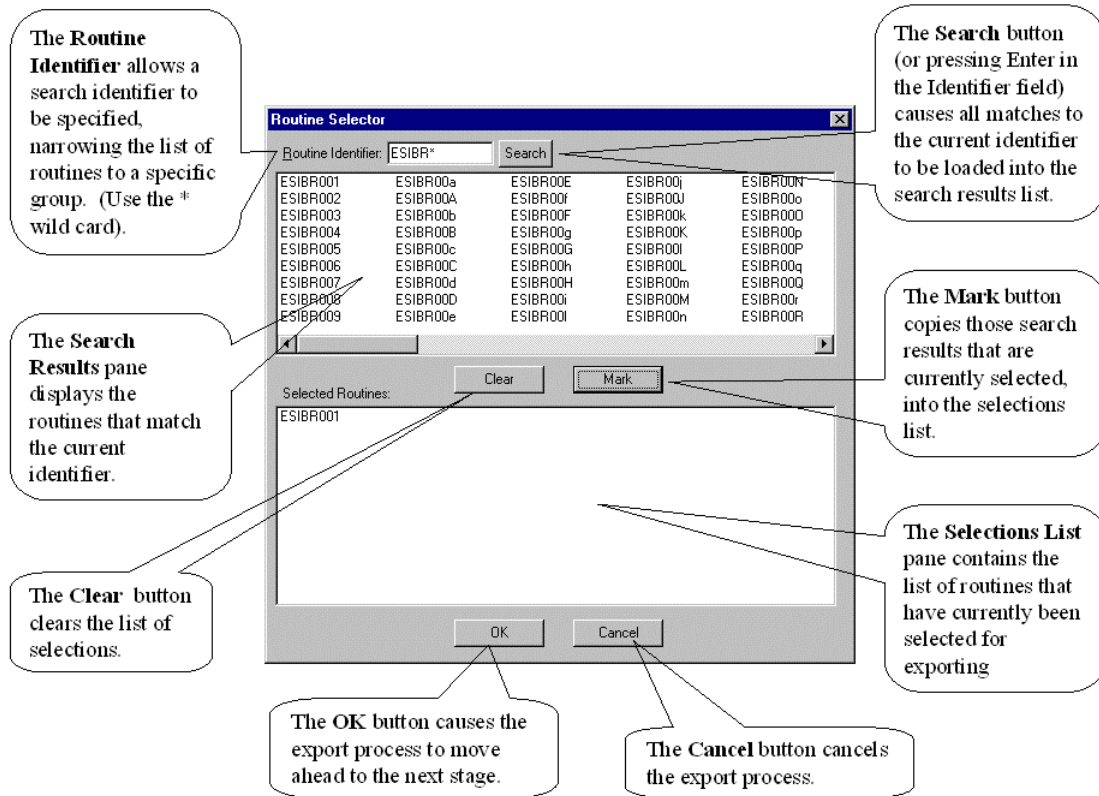 The Routine
Identifier allows a
search identifier to
be specified,
narrowing the list of
routines to a specific
group. (Use the *
wild card).
The Search button
(or pressing Enter in
the Identifier field)
causes all matches to
the current identifier
to be loaded into the
search results list.
Routine Selector
Routine Identifier: ESIBR* Search
ESIBR001 ESIBR00a ESIBR00E ESIBR00j ESIBR00N
ESIBR002 ESIBR00A ESIBR00f ESIBR00J ESIBR00o
ESIBR003 ESIBR00b ESIBR00F ESIBR00k ESIBR00O
ESIBR004 ESIBR00B ESIBR00g ESIBR00K ESIBR00p
ESIBR005 ESIBR00c ESIBR00G ESIBR00l ESIBR00P
ESIBR006 ESIBR00C ESIBR00h ESIBR00L ESIBR00q
ESIBR007 ESIBR00d ESIBR00H ESIBR00m ESIBR00Q
ESIBR008 ESIBR00D ESIBR00i ESIBR00M ESIBR00r
ESIBR009 ESIBR00e ESIBR00I ESIBR00n ESIBR00R
The Search
Results pane
displays the
routines that match
the current
identifier.
The Mark button
copies those search
results that are
currently selected,
into the selections
list.
Clear Mark
Selected Routines:
ESIBR001
The Selections List
pane contains the
list of routines that
have currently been
selected for
exporting
The Clear button
clears the list of
selections.
OK Cancel
The OK button causes the
export process to move
ahead to the next stage.
The Cancel button cancels
the export process.